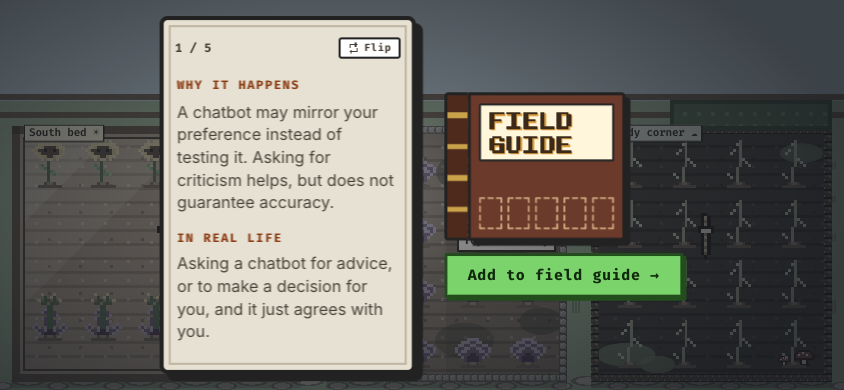 1 / 5
Flip
WHY IT HAPPENS
A chatbot may mirror your
preference instead of
testing it. Asking for
criticism helps, but does not
guarantee accuracy.
IN REAL LIFE
Asking a chatbot for advice,
or to make a decision for
you, and it just agrees with
you.
FIELD
GUIDE
Add to field guide →
South bed
corner